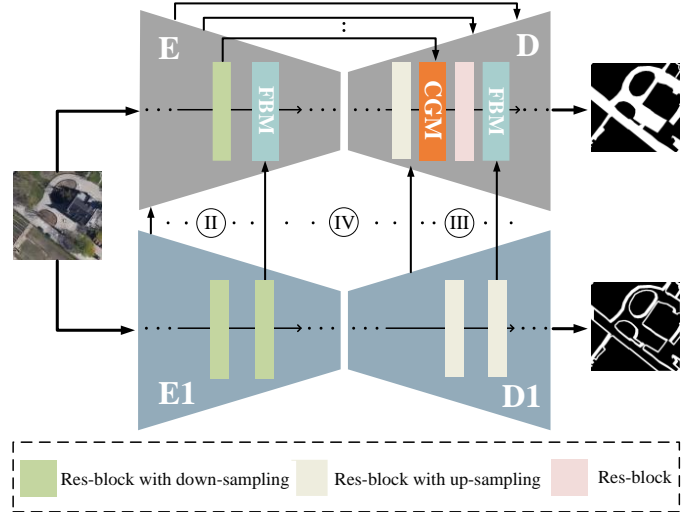 E
D
FBM
CGM
FBM
II
IV
III
E1
D1
Res-block with down-sampling
Res-block with up-sampling
Res-block